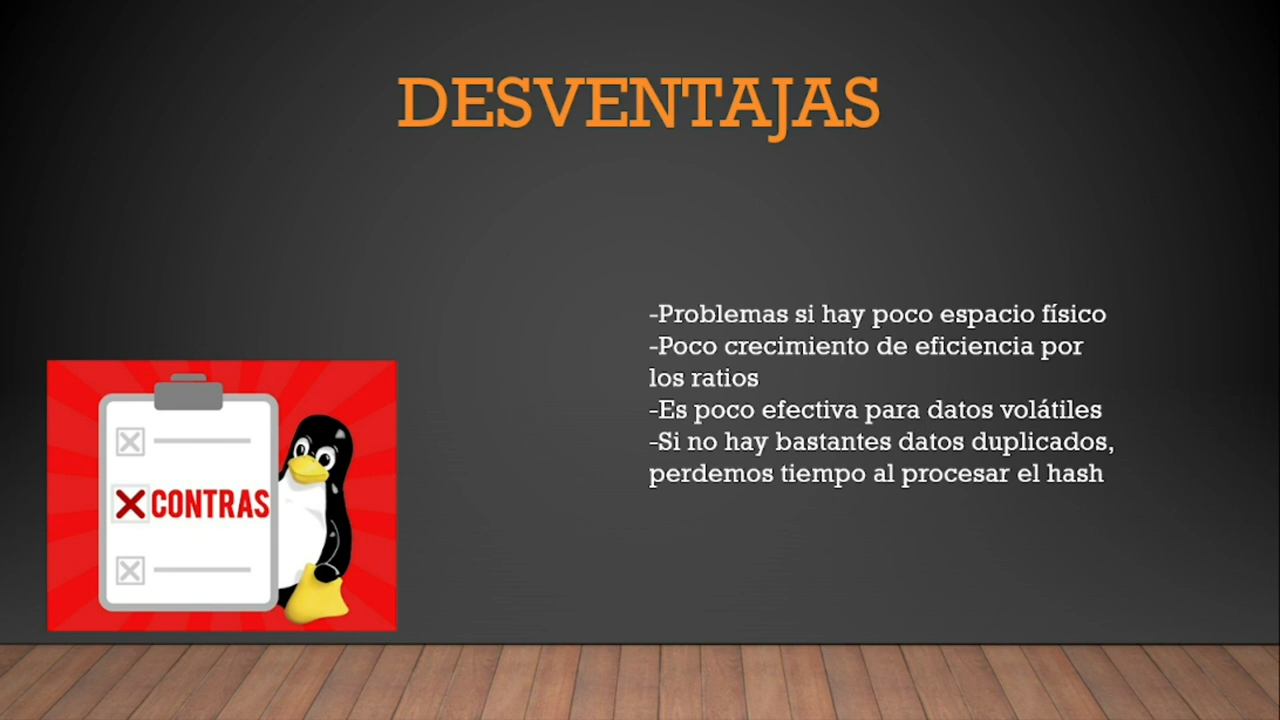 DESVENTAJAS
-Problemas si hay poco espacio físico
-Poco crecimiento de eficiencia por
los ratios
-Es poco efectiva para datos volátiles
-Si no hay bastantes datos duplicados,
perdemos tiempo al procesar el hash
CONTRAS